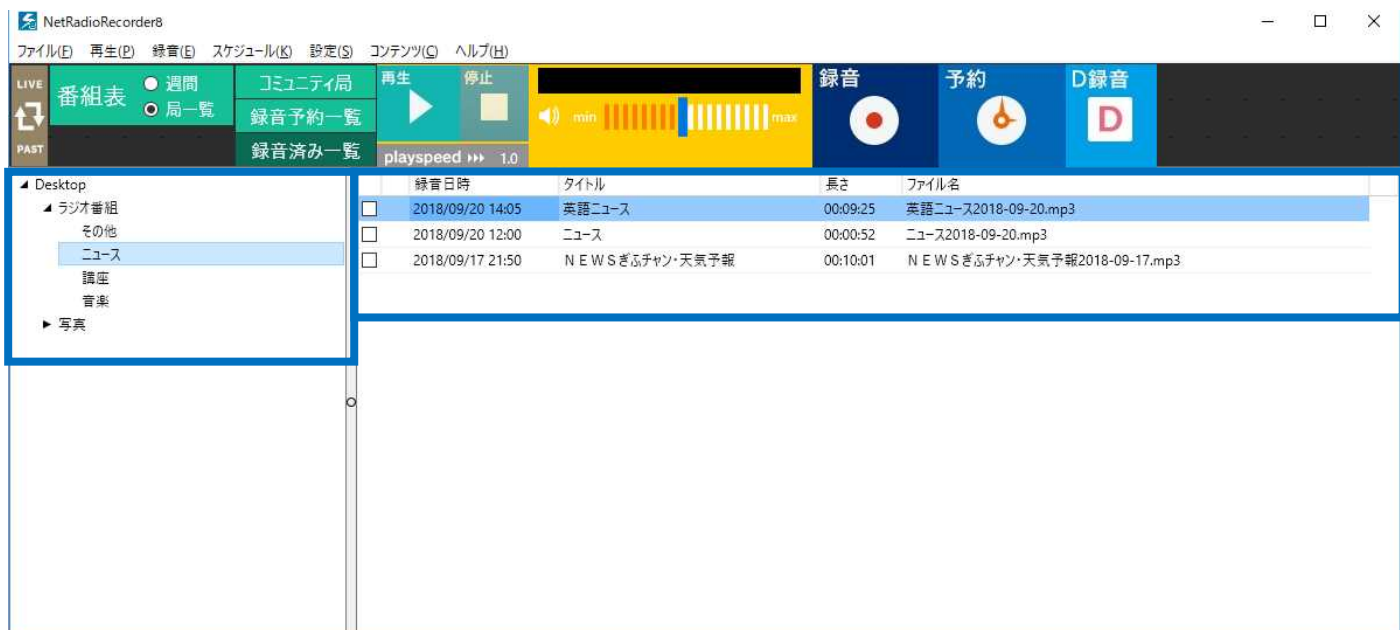 NetRadioRecorder8
ファイル(F) 再生(P) 録音(E) スケジュール(K) 設定(S) コンテンツ(C) ヘルプ(H)
LIVE
PAST
番組表
週間
局一覧
コミュニティ局
録音予約一覧
録音済み一覧
再生
停止
playspeed 1.0
min max
録音
予約
D録音
D
Desktop
ラジオ番組
その他
ニュース
講座
音楽
写真
録音日時 タイトル 長さ ファイル名
2018/09/20 14:05 英語ニュース 00:09:25 英語ニュース2018-09-20.mp3
2018/09/20 12:00 ニュース 00:00:52 ニュース2018-09-20.mp3
2018/09/17 21:50 ＮＥＷＳぎふチャン・天気予報 00:10:01 ＮＥＷＳぎふチャン・天気予報2018-09-17.mp3